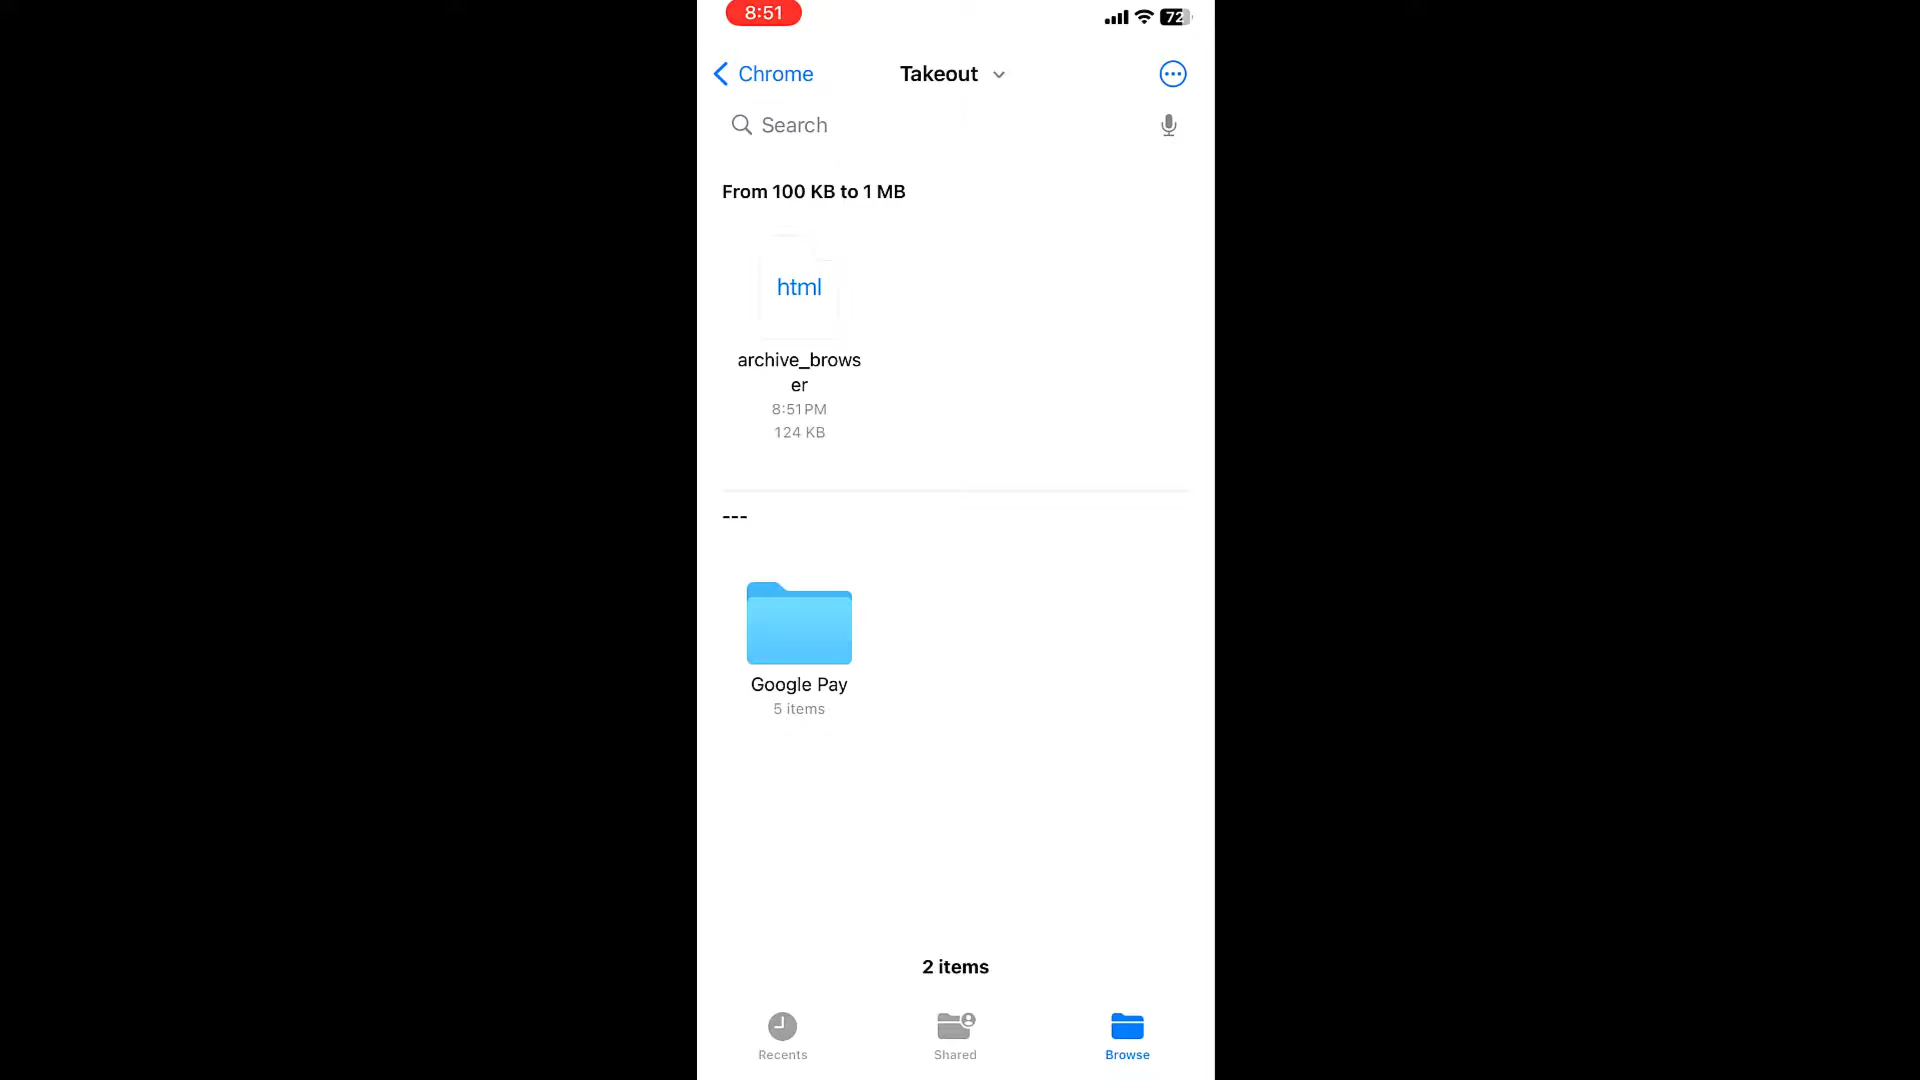 8:51
72
Chrome
Takeout
Search
From 100 KB to 1 MB
html
archive_brows
er
8:51 PM
124 KB
---
Google Pay
5 items
2 items
Recents
Shared
Browse